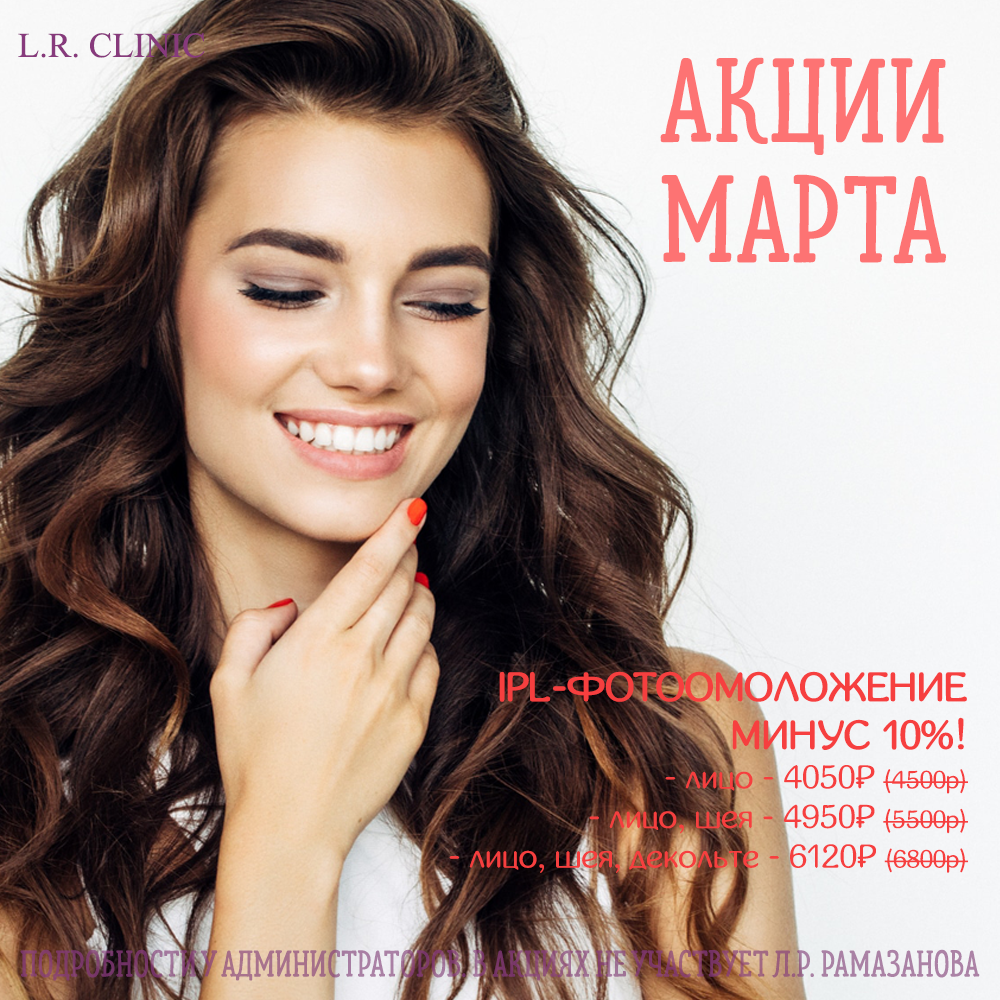 L.R. CLINIC
АКЦИИ
МАРТА
IPL-ФОТООМОЛОЖЕНИЕ
МИНУС 10%!
- лицо - 4050₽ (4500р)
- лицо, шея - 4950₽ (5500р)
- лицо, шея, декольте - 6120₽ (6800р)
ПОДРОБНОСТИ У АДМИНИСТРАТОРОВ. В АКЦИЯХ НЕ УЧАСТВУЕТ Л.Р. РАМАЗАНОВА